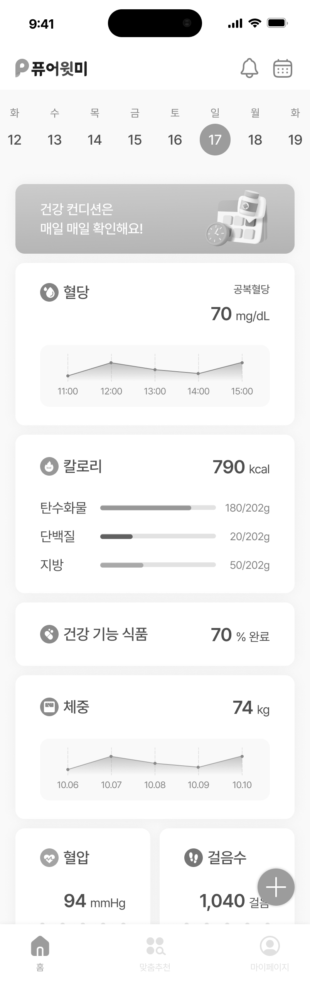 9:41
퓨어윗미
화 수 목 금 토 일 월 화
12 13 14 15 16 17 18 19
건강 컨디션은
매일 매일 확인해요!
혈당
공복혈당
70 mg/dL
11:00 12:00 13:00 14:00 15:00
kcal
칼로리
790 kcal
탄수화물 180/202g
단백질 20/202g
지방 50/202g
건강 기능 식품 70 % 완료
체중 74 kg
10.06 10.07 10.08 10.09 10.10
혈압 걸음수
94 mmHg 1,040 걸음
홈 맞춤추천 마이페이지